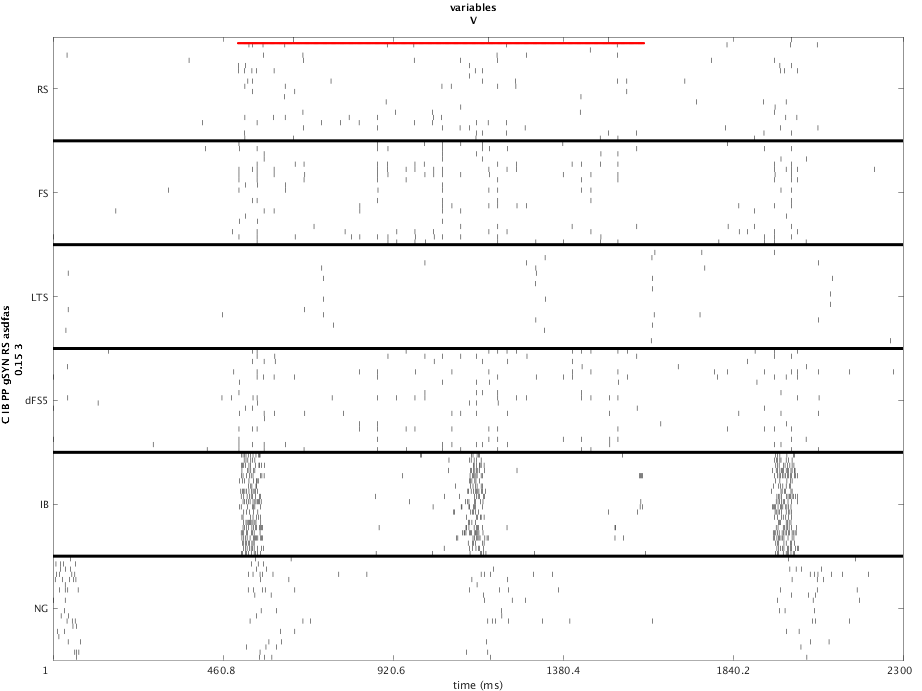 variables
V
RS
FS
LTS
dFS5
IB
NG
C IB PP gSYN RS asdfas
0.15 3
1
460.8
920.6
1380.4
1840.2
2300
time (ms)